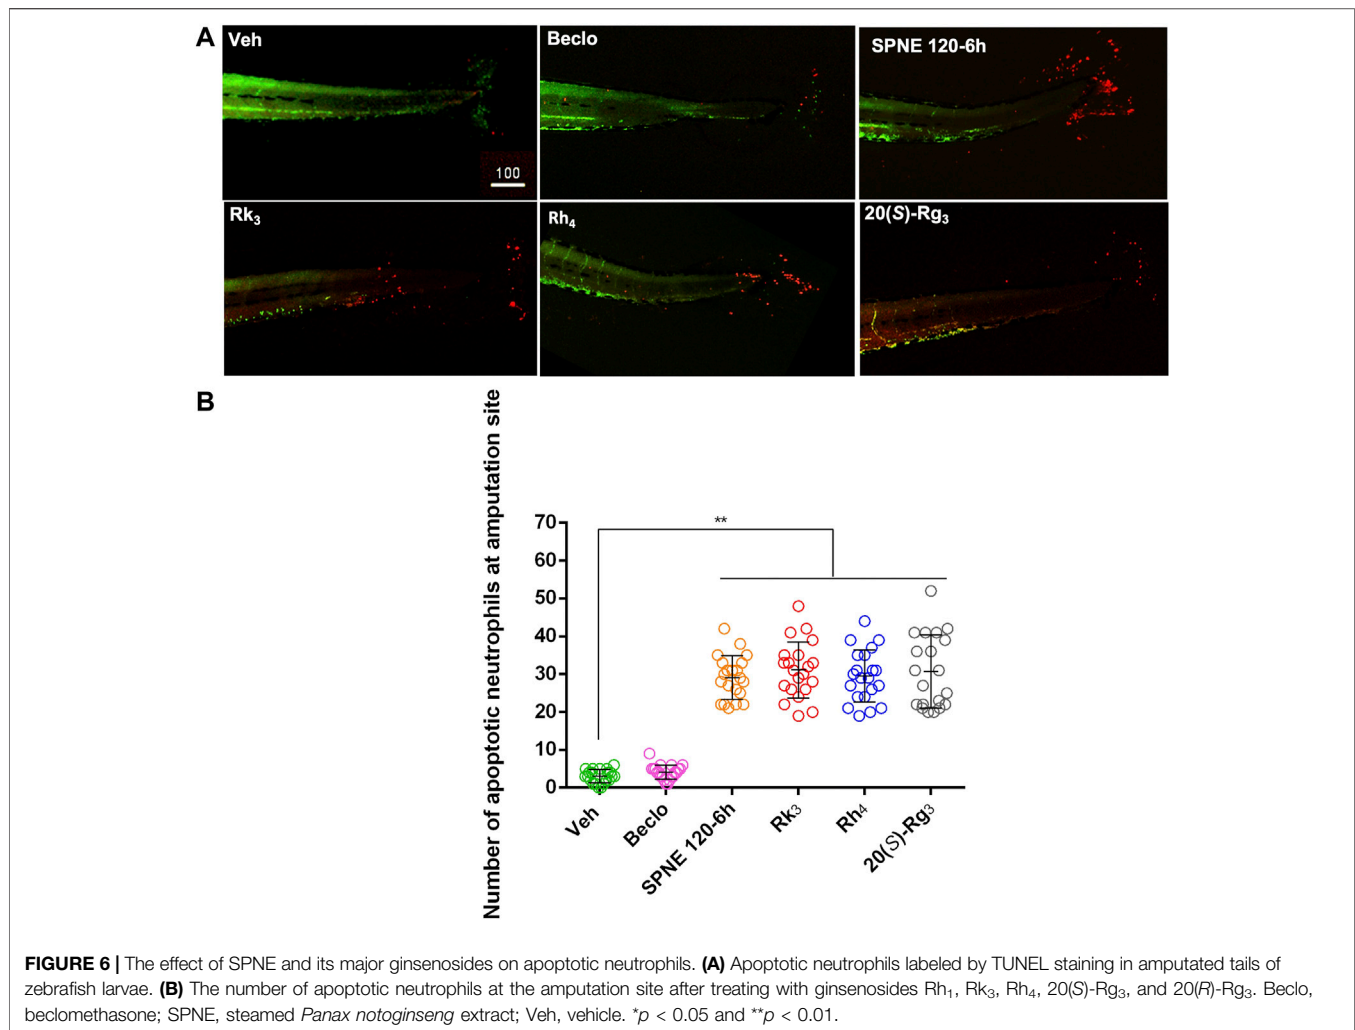 A
Veh
Beclo
SPNE 120-6h
100
Rk3
Rh4
20(S)-Rg3
B
Number of apoptotic neutrophils at amputation site
**
70
60
50
40
30
20
10
0
Veh
Beclo
SPNE 120-6h
Rk3
Rh4
20(S)-Rg3
FIGURE 6 | The effect of SPNE and its major ginsenosides on apoptotic neutrophils. (A) Apoptotic neutrophils labeled by TUNEL staining in amputated tails of
zebrafish larvae. (B) The number of apoptotic neutrophils at the amputation site after treating with ginsenosides Rh1, Rk3, Rh4, 20(S)-Rg3, and 20(R)-Rg3. Beclo,
beclomethasone; SPNE, steamed Panax notoginseng extract; Veh, vehicle. *p < 0.05 and **p < 0.01.